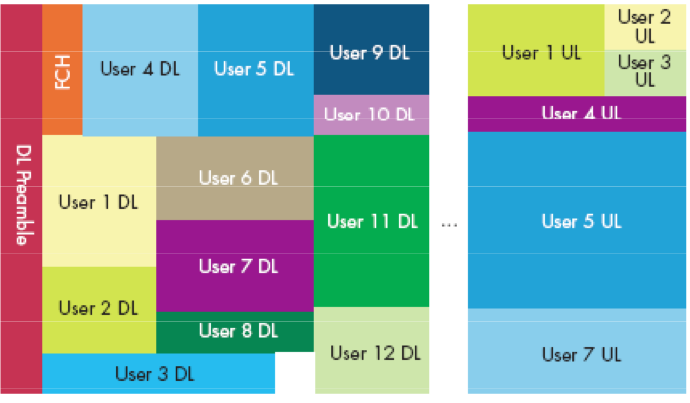 DL Preamble
FCH
User 4 DL
User 5 DL
User 9 DL
User 10 DL
User 1 DL
User 6 DL
User 11 DL
User 7 DL
User 2 DL
User 8 DL
User 12 DL
User 3 DL
...
User 1 UL
User 2
UL
User 3
UL
User 4 UL
User 5 UL
User 7 UL